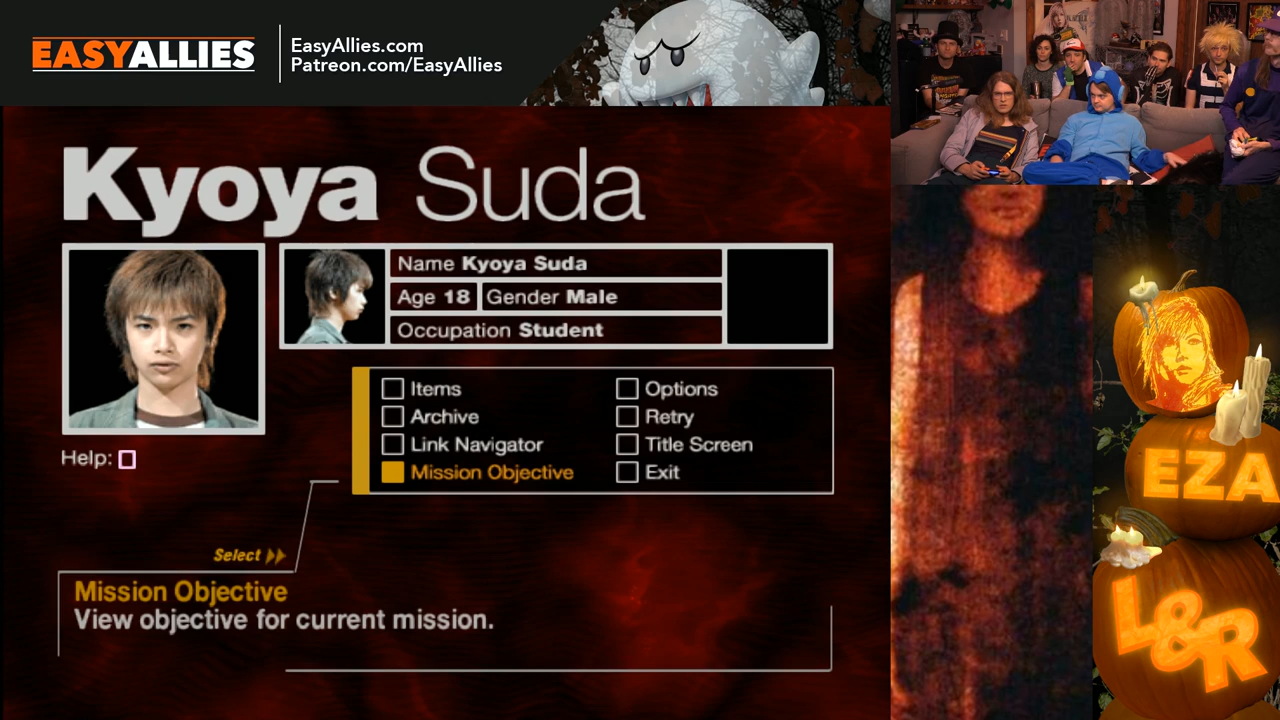 EASYALLIES
EasyAllies.com
Patreon.com/EasyAllies
Kyoya Suda
Name Kyoya Suda
Age 18
Gender Male
Occupation Student
Items
Archive
Link Navigator
Mission Objective
Options
Retry
Title Screen
Exit
Help:
Select
Mission Objective
View objective for current mission.
EZA
L&R